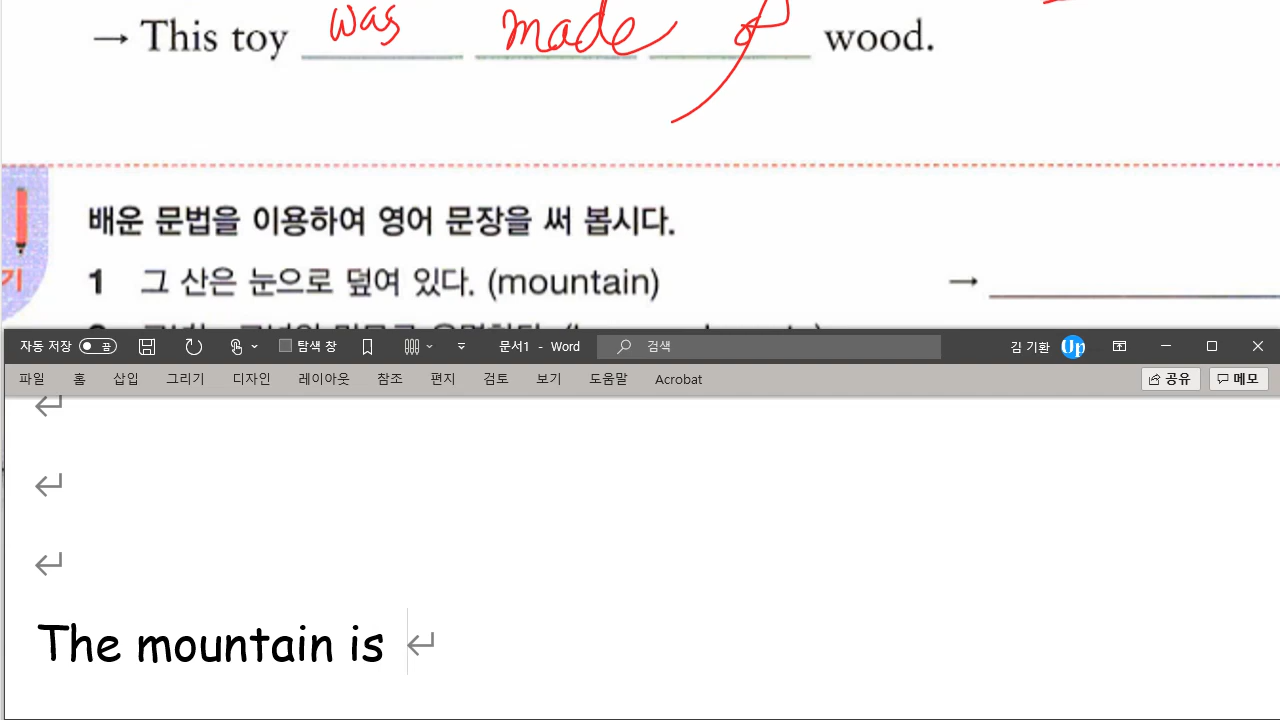 → This toy was made of wood.
배운 문법을 이용하여 영어 문장을 써 봅시다.
기
1 그 산은 눈으로 덮여 있다. (mountain) →
자동 저장 끔 탐색 창 문서1 - Word 검색 김 기환 Up
파일 홈 삽입 그리기 디자인 레이아웃 참조 편지 검토 보기 도움말 Acrobat 공유 메모
The mountain is